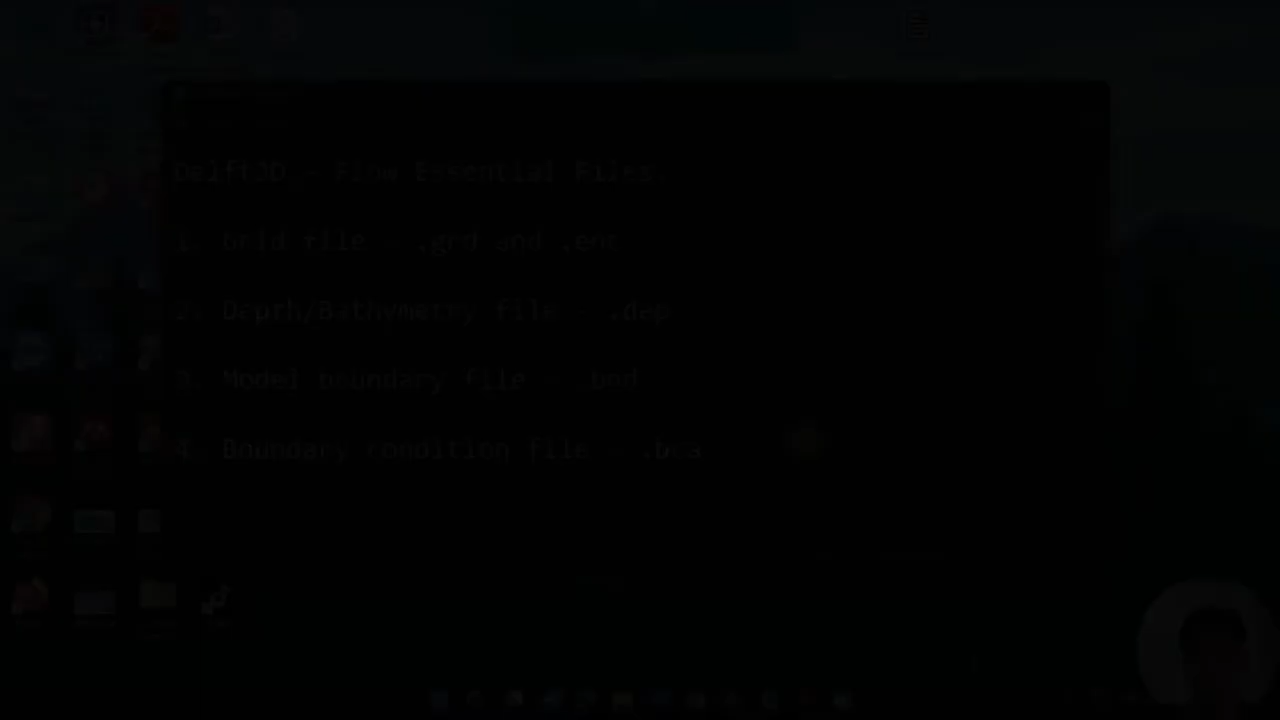 Delft3D - Flow Essential Files.
1. Grid file - .grd and .enc
2. Depth/Bathymetry file - .dep
3. Model boundary file - .bnd
4. Boundary condition file - .bca